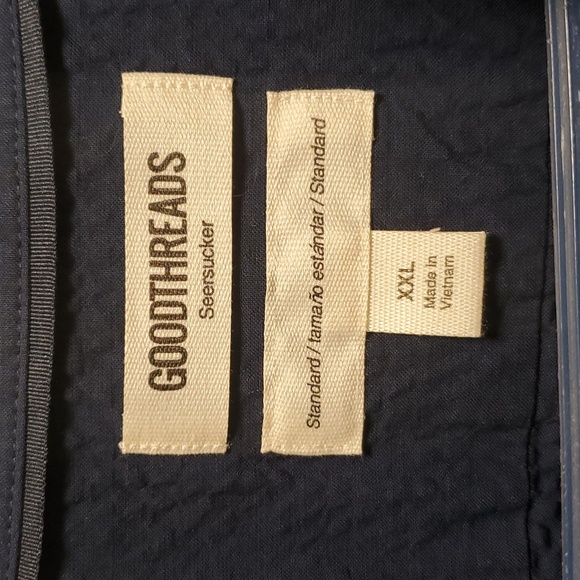 GOODTHREADS
Seersucker
Standard / tamaño estándar / Standard
XXL
Made in
Vietnam